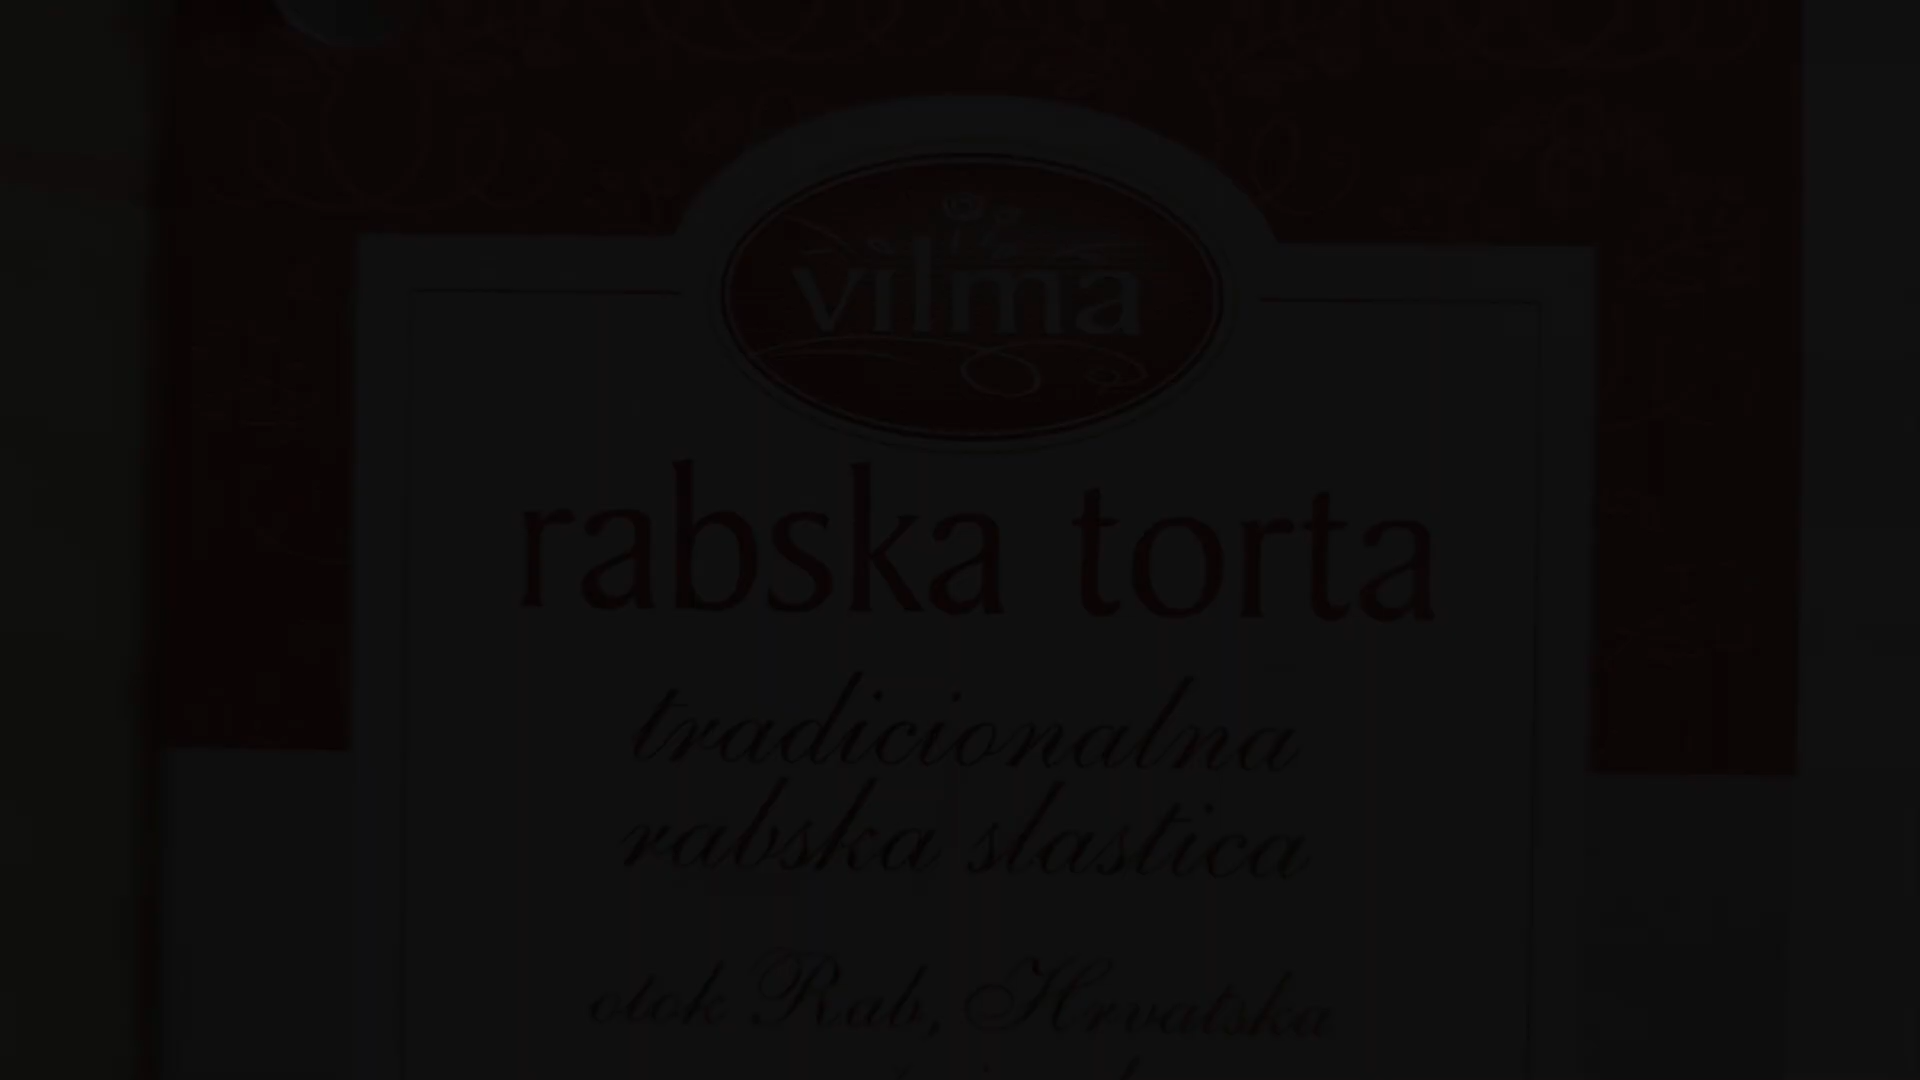 vilma
rabska torta
tradicionalna
rabska slastica
otok Rab, Hrvatska